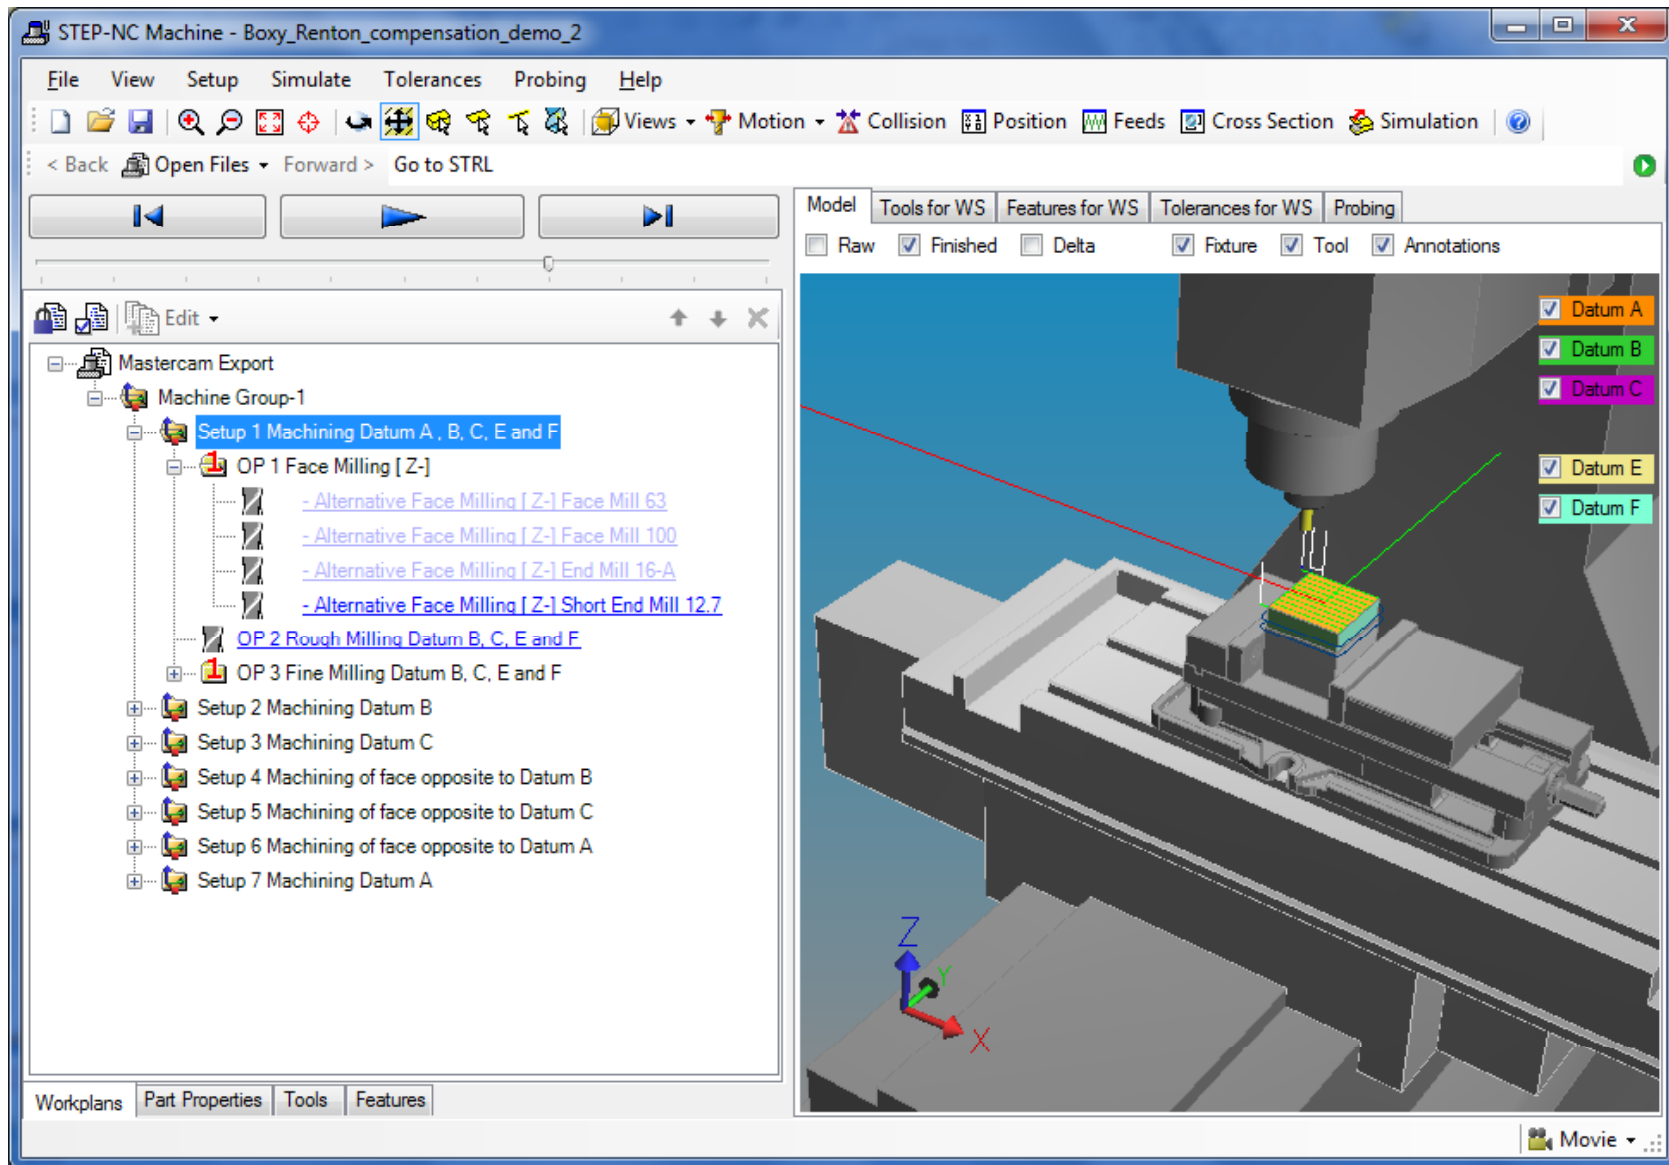 STEP-NC Machine - Boxy_Renton_compensation_demo_2
File View Setup Simulate Tolerances Probing Help
Views Motion Collision Position Feeds Cross Section Simulation
< Back Open Files Forward > Go to STRL
Model Tools for WS Features for WS Tolerances for WS Probing
Raw Finished Delta Fixture Tool Annotations
Edit
Mastercam Export
Machine Group-1
Setup 1 Machining Datum A , B, C, E and F
OP 1 Face Milling [ Z-]
- Alternative Face Milling [ Z-] Face Mill 63
- Alternative Face Milling [ Z-] Face Mill 100
- Alternative Face Milling [ Z-] End Mill 16-A
- Alternative Face Milling [ Z-] Short End Mill 12.7
OP 2 Rough Milling Datum B, C, E and F
OP 3 Fine Milling Datum B, C, E and F
Setup 2 Machining Datum B
Setup 3 Machining Datum C
Setup 4 Machining of face opposite to Datum B
Setup 5 Machining of face opposite to Datum C
Setup 6 Machining of face opposite to Datum A
Setup 7 Machining Datum A
Datum A
Datum B
Datum C
Datum E
Datum F
Z
Y
X
Workplans Part Properties Tools Features
Movie